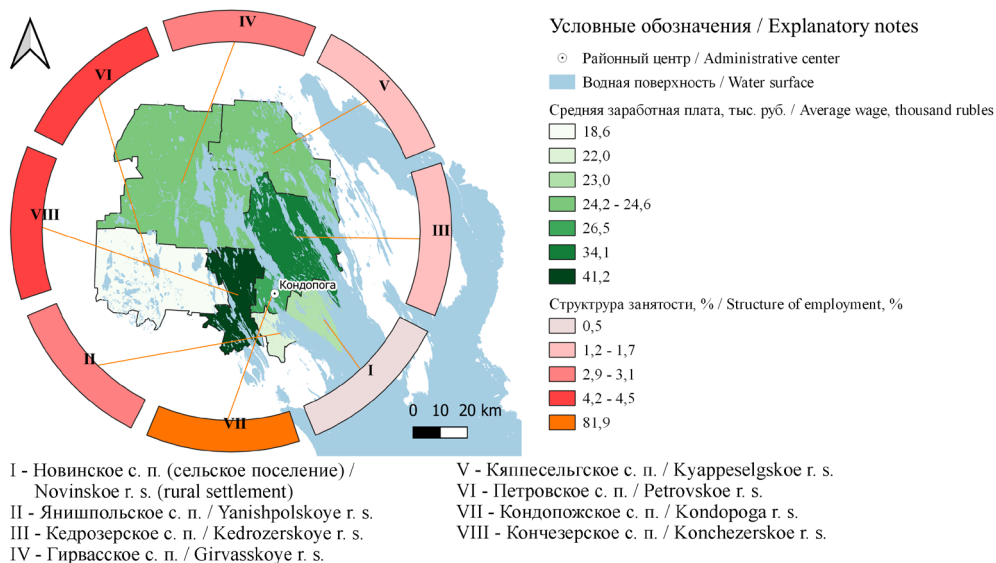 IV
VI
V
VIII
III
Кондопога
II
I
VII
0 10 20 km
Условные обозначения / Explanatory notes
Районный центр / Administrative center
Водная поверхность / Water surface
Средняя заработная плата, тыс. руб. / Average wage, thousand rubles
18,6
22,0
23,0
24,2 - 24,6
26,5
34,1
41,2
Структрура занятости, % / Structure of employment, %
0,5
1,2 - 1,7
2,9 - 3,1
4,2 - 4,5
81,9
I - Новинское с. п. (сельское поселение) /
Novinskoe r. s. (rural settlement)
II - Янишпольское с. п. / Yanishpolskoye r. s.
III - Кедрозерское с. п. / Kedrozerskoye r. s.
IV - Гирвасское с. п. / Girvasskoye r. s.
V - Кяппесельгское с. п. / Kyappeselgskoe r. s.
VI - Петровское с. п. / Petrovskoe r. s.
VII - Кондопожское с. п. / Kondopoga r. s.
VIII - Кончезерское с. п. / Konchezerskoe r. s.